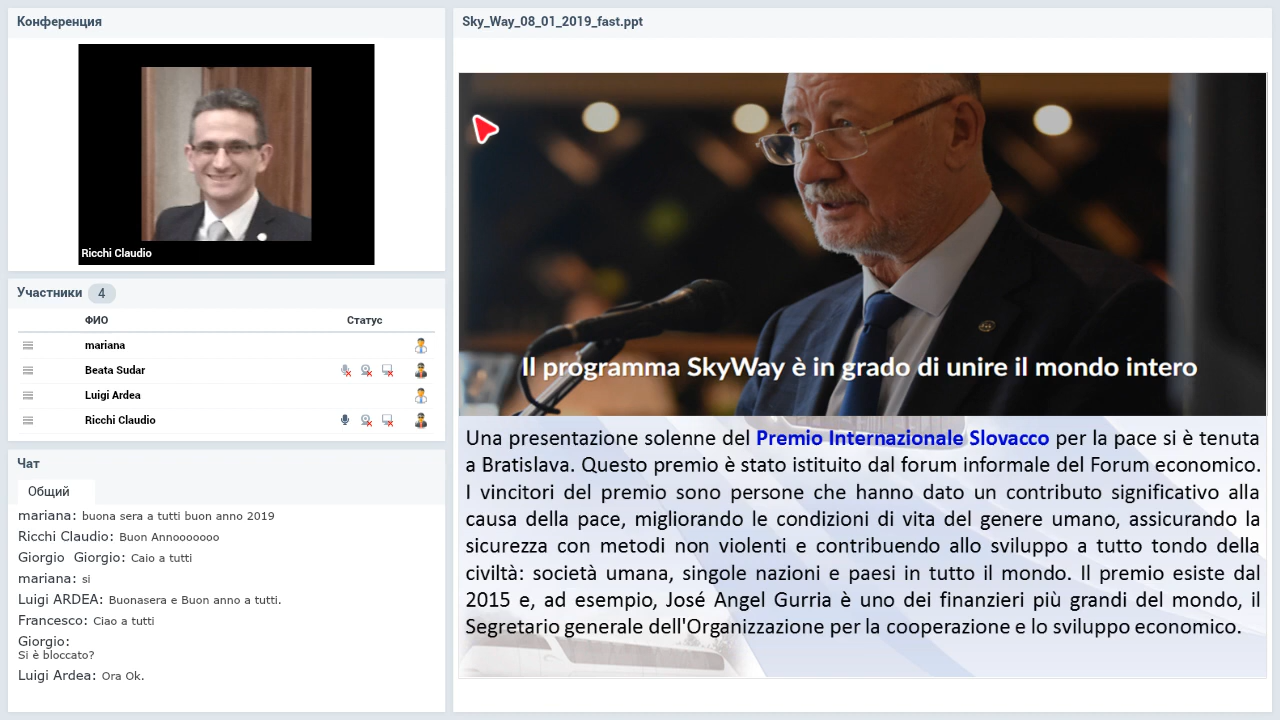 Конференция
Ricchi Claudio
Участники 4
ФИО Статус
mariana
Beata Sudar
Luigi Ardea
Ricchi Claudio
Чат
Общий
mariana: buona sera a tutti buon anno 2019
Ricchi Claudio: Buon Annooooooo
Giorgio Giorgio: Caio a tutti
mariana: si
Luigi ARDEA: Buonasera e Buon anno a tutti.
Francesco: Ciao a tutti
Giorgio:
Si è bloccato?
Luigi Ardea: Ora Ok.
Sky_Way_08_01_2019_fast.ppt
Il programma SkyWay è in grado di unire il mondo intero
Una presentazione solenne del Premio Internazionale Slovacco per la pace si è tenuta
a Bratislava. Questo premio è stato istituito dal forum informale del Forum economico.
I vincitori del premio sono persone che hanno dato un contributo significativo alla
causa della pace, migliorando le condizioni di vita del genere umano, assicurando la
sicurezza con metodi non violenti e contribuendo allo sviluppo a tutto tondo della
civiltà: società umana, singole nazioni e paesi in tutto il mondo. Il premio esiste dal
2015 e, ad esempio, José Angel Gurria è uno dei finanzieri più grandi del mondo, il
Segretario generale dell'Organizzazione per la cooperazione e lo sviluppo economico.